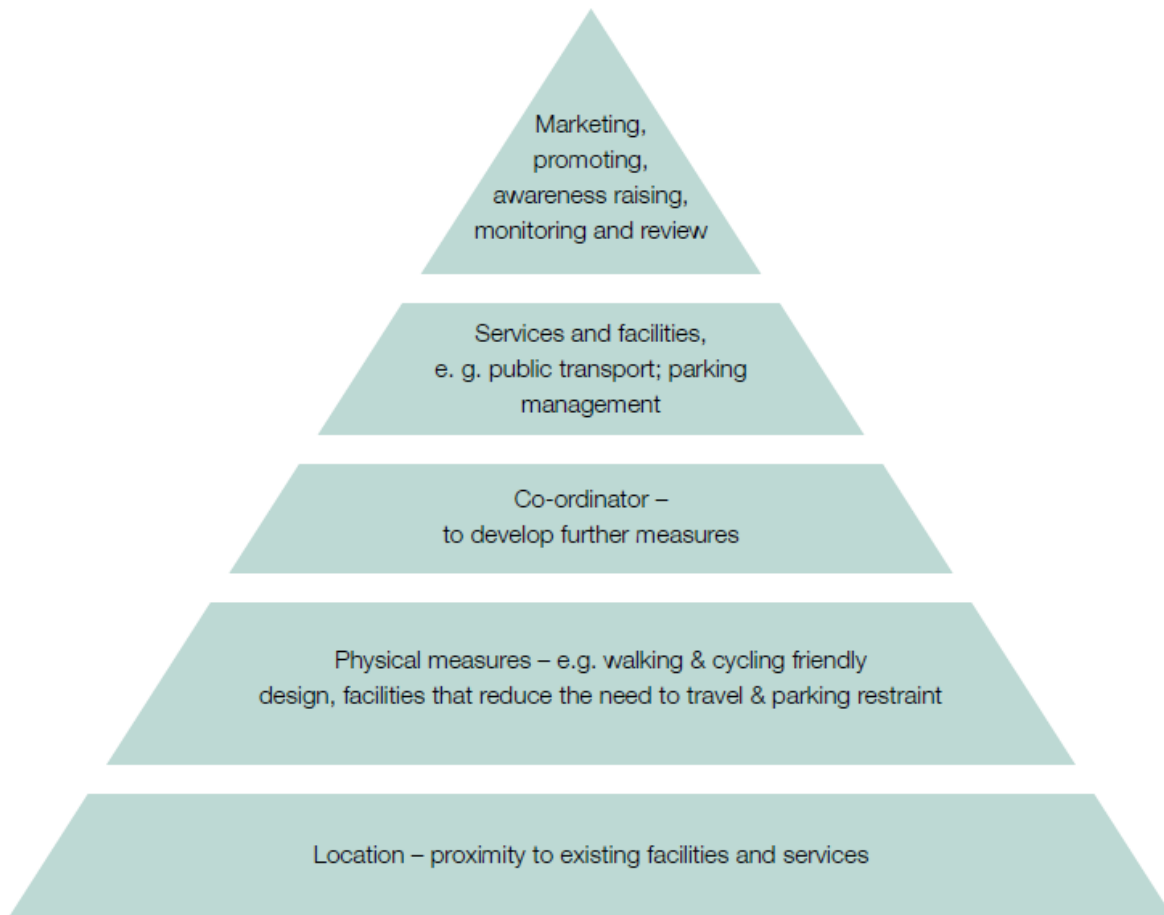 Marketing,
promoting,
awareness raising,
monitoring and review
Services and facilities,
e. g. public transport; parking
management
Co-ordinator –
to develop further measures
Physical measures – e.g. walking & cycling friendly
design, facilities that reduce the need to travel & parking restraint
Location – proximity to existing facilities and services